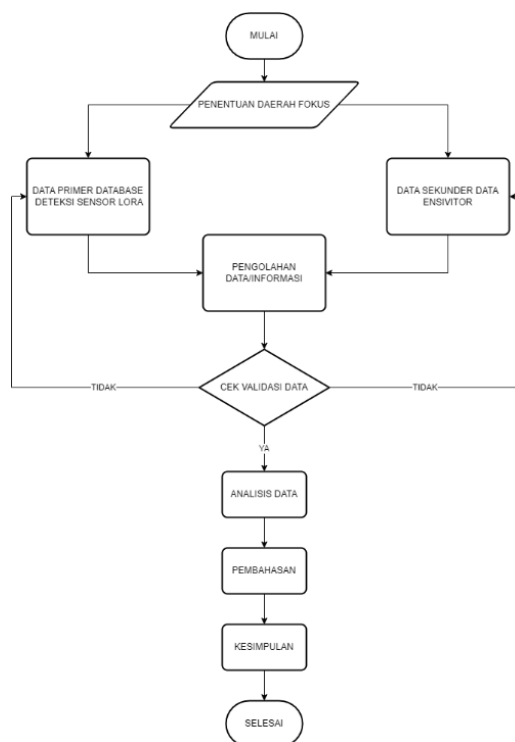 MULAI
PENENTUAN DAERAH FOKUS
DATA PRIMER DATABASE
DETEKSI SENSOR LORA
DATA SEKUNDER DATA
ENSIVITOR
PENGOLAHAN
DATA/INFORMASI
TIDAK
CEK VALIDASI DATA
TIDAK
YA
ANALISIS DATA
PEMBAHASAN
KESIMPULAN
SELESAI